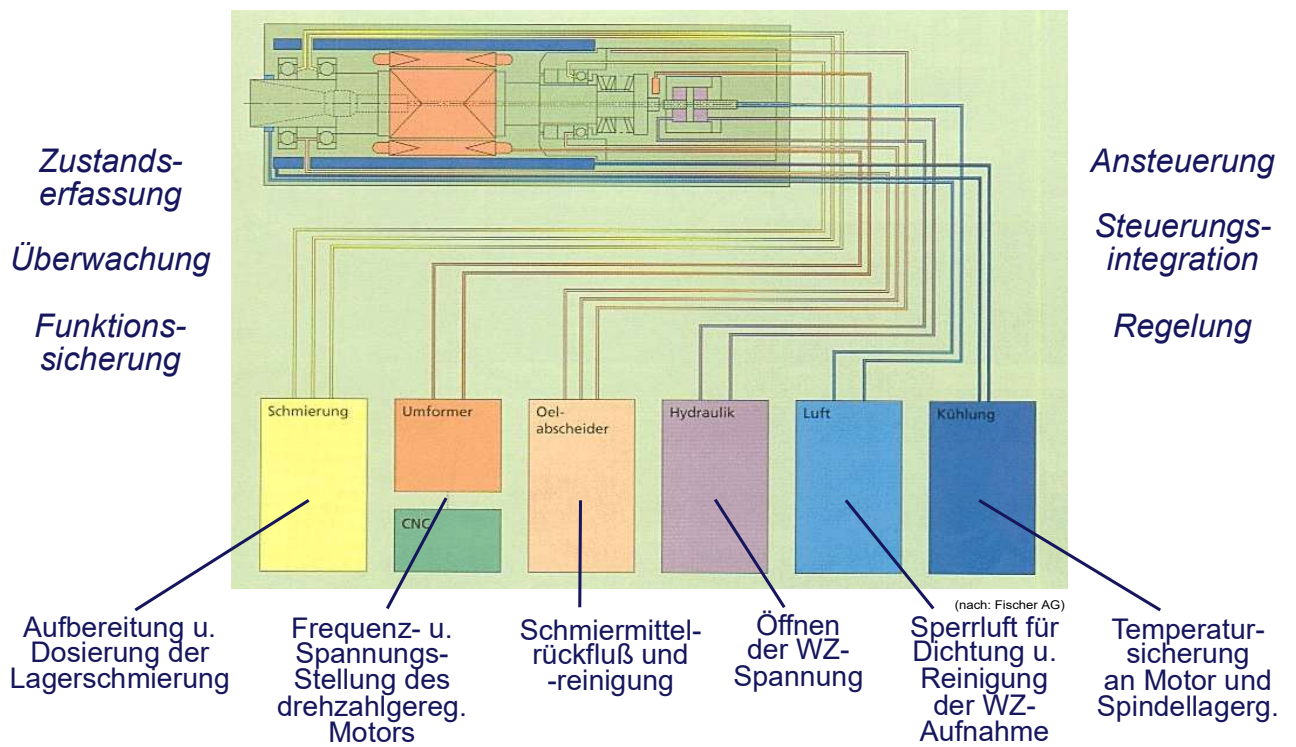 Zustands-
erfassung
Überwachung
Funktions-
sicherung
Ansteuerung
Steuerungs-
integration
Regelung
Schmierung
Umformer
CNC
Oel-
abscheider
Hydraulik
Luft
Kühlung
(nach: Fischer AG)
Aufbereitung u.
Dosierung der
Lagerschmierung
Frequenz- u.
Spannungs-
Stellung des
drehzahlgereg.
Motors
Schmiermittel-
rückfluß und
-reinigung
Öffnen
der WZ-
Spannung
Sperrluft für
Dichtung u.
Reinigung
der WZ-
Aufnahme
Temperatur-
sicherung
an Motor und
Spindellagerg.